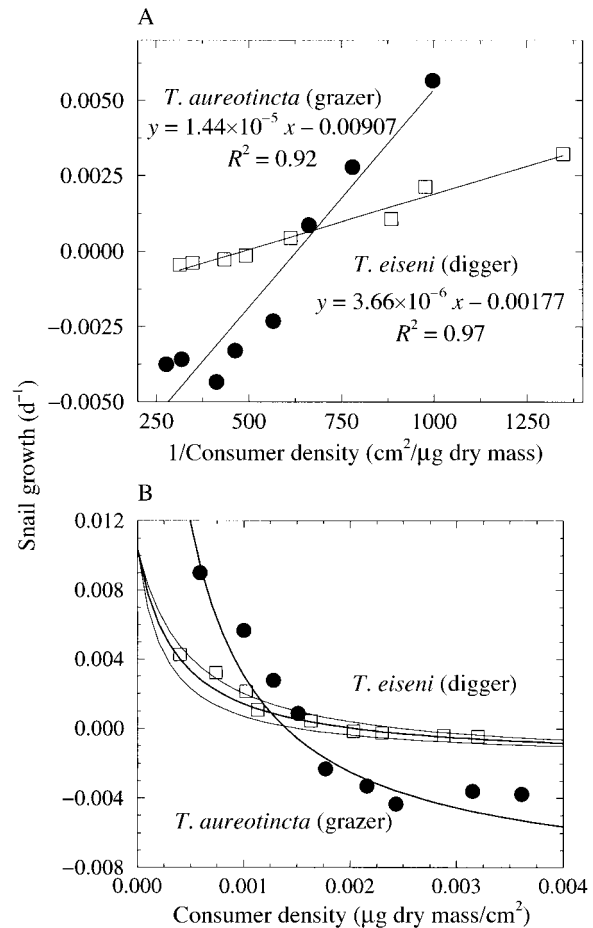 A
0.0050
0.0025
0.0000
−0.0025
−0.0050
T. aureotincta (grazer)
y = 1.44×10⁻⁵ x – 0.00907
R² = 0.92
T. eiseni (digger)
y = 3.66×10⁻⁶ x – 0.00177
R² = 0.97
250 500 750 1000 1250
1/Consumer density (cm²/μg dry mass)
Snail growth (d⁻¹)
B
0.012
0.008
0.004
0.000
−0.004
−0.008
T. eiseni (digger)
T. aureotincta (grazer)
0.000 0.001 0.002 0.003 0.004
Consumer density (μg dry mass/cm²)